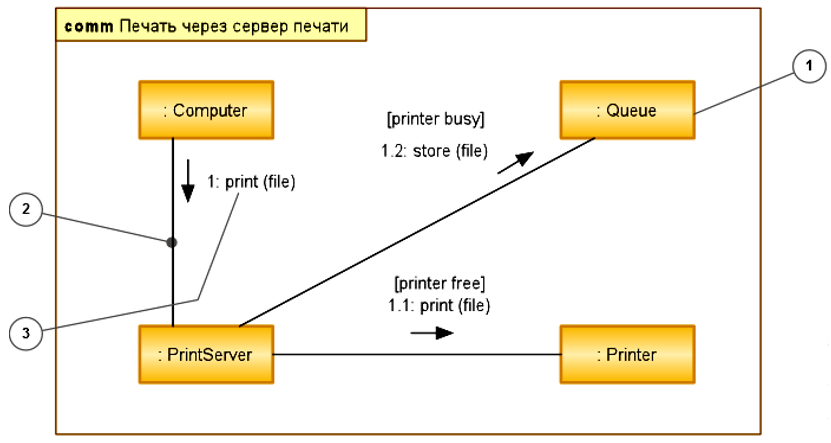 comm Печать через сервер печати
1
: Computer
: Queue
[printer busy]
1.2: store (file)
1: print (file)
2
[printer free]
1.1: print (file)
3
: PrintServer
: Printer